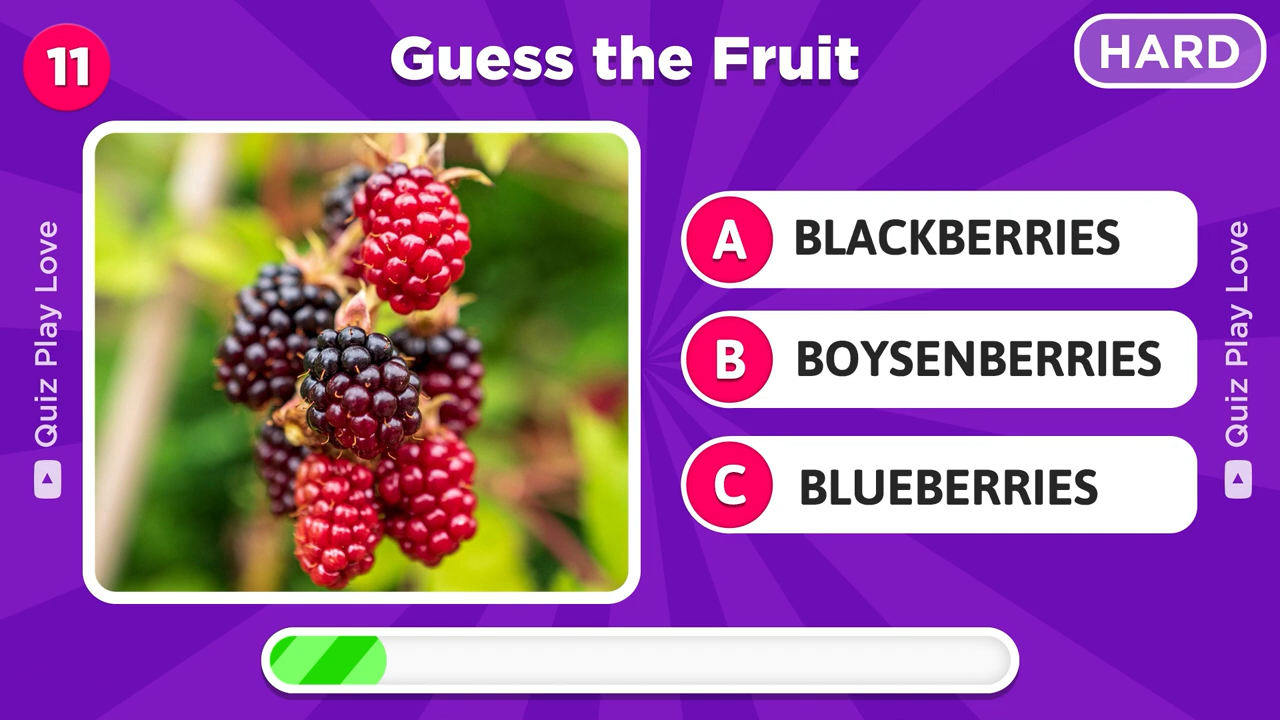 11
Guess the Fruit
HARD
Quiz Play Love
A BLACKBERRIES
B BOYSENBERRIES
C BLUEBERRIES
Quiz Play Love